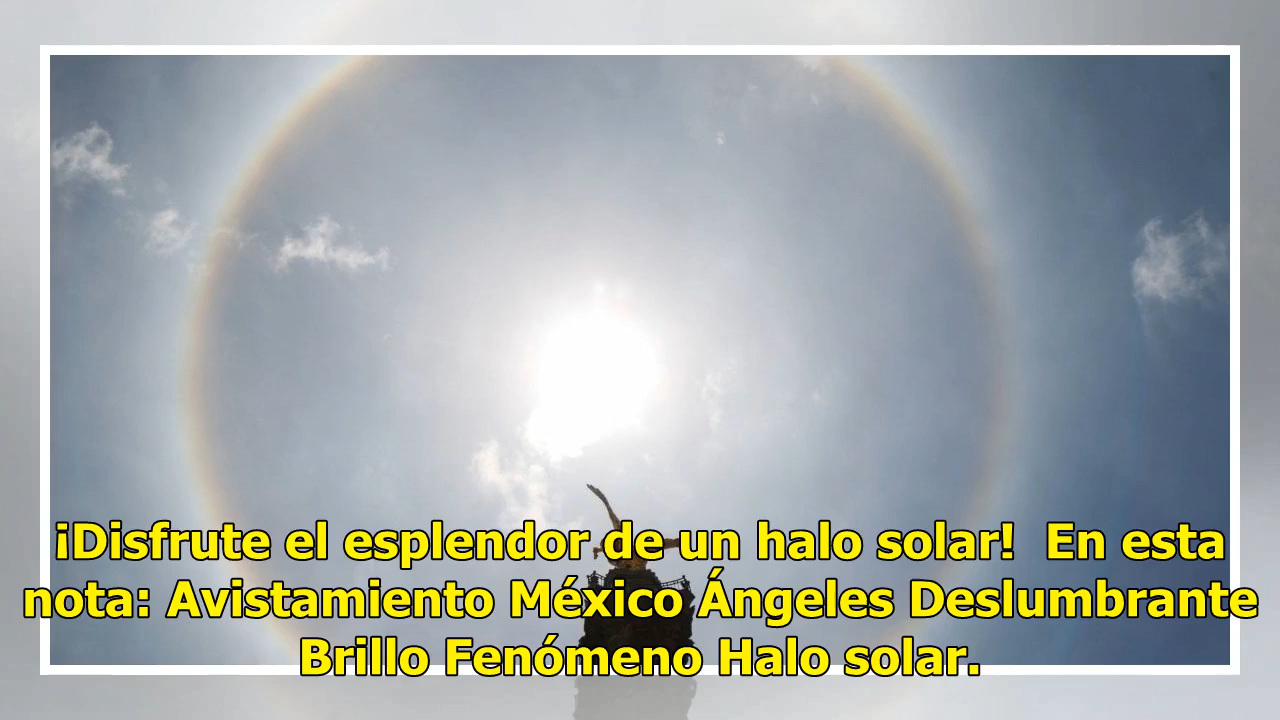 ¡Disfrute el esplendor de un halo solar!  En esta
nota: Avistamiento México Ángeles Deslumbrante
Brillo Fenómeno Halo solar.